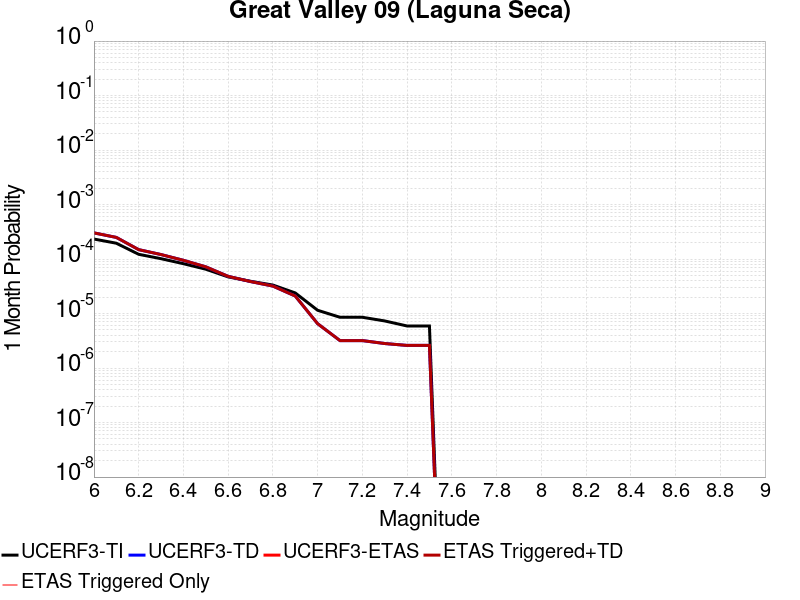 Great Valley 09 (Laguna Seca)
10 0
10 -1
10 -2
10 -3
10 -4
10 -5
10 -6
10 -7
10 -8
1 Month Probability
6 6.2 6.4 6.6 6.8 7 7.2 7.4 7.6 7.8 8 8.2 8.4 8.6 8.8 9
Magnitude
UCERF3-TI UCERF3-TD UCERF3-ETAS ETAS Triggered+TD
ETAS Triggered Only